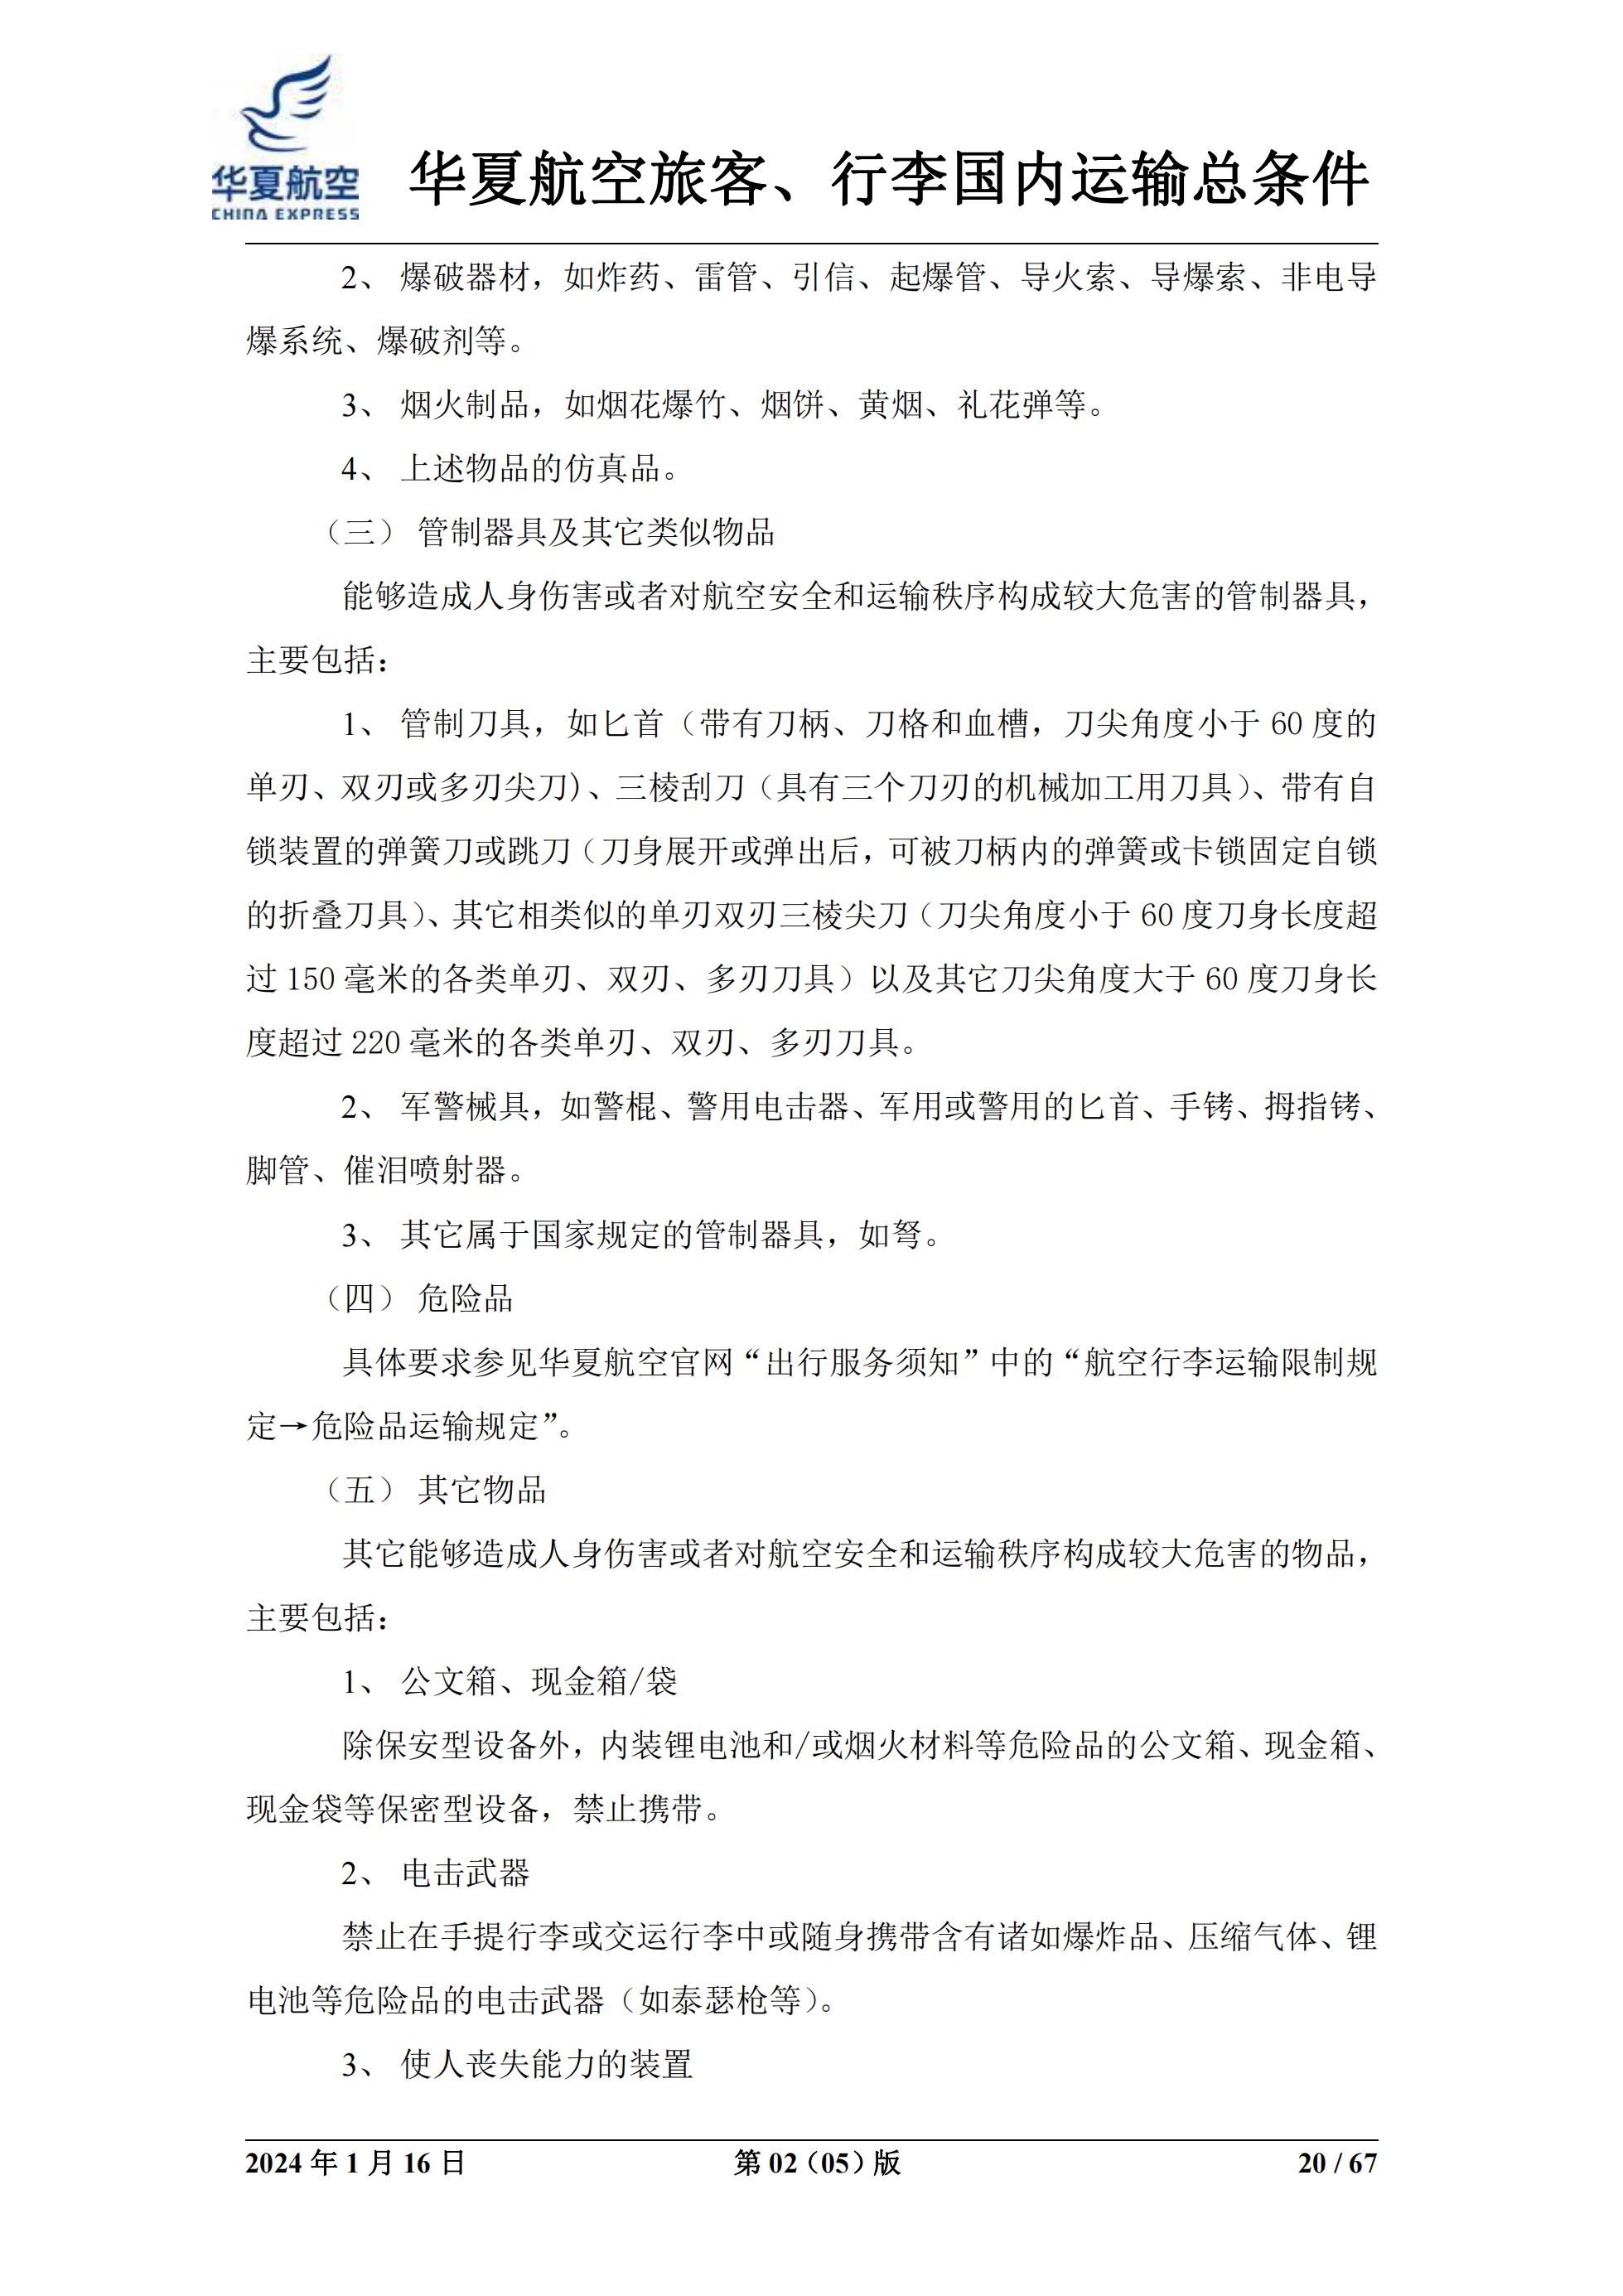 华夏航空
CHINA EXPRESS
华夏航空旅客、行李国内运输总条件
2、 爆破器材，如炸药、雷管、引信、起爆管、导火索、导爆索、非电导
爆系统、爆破剂等。
3、 烟火制品，如烟花爆竹、烟饼、黄烟、礼花弹等。
4、 上述物品的仿真品。
（三） 管制器具及其它类似物品
能够造成人身伤害或者对航空安全和运输秩序构成较大危害的管制器具，
主要包括：
1、 管制刀具，如匕首（带有刀柄、刀格和血槽，刀尖角度小于 60 度的
单刃、双刃或多刃尖刀）、三棱刮刀（具有三个刀刃的机械加工用刀具）、带有自
锁装置的弹簧刀或跳刀（刀身展开或弹出后，可被刀柄内的弹簧或卡锁固定自锁
的折叠刀具）、其它相类似的单刃双刃三棱尖刀（刀尖角度小于 60 度刀身长度超
过 150 毫米的各类单刃、双刃、多刃刀具）以及其它刀尖角度大于 60 度刀身长
度超过 220 毫米的各类单刃、双刃、多刃刀具。
2、 军警械具，如警棍、警用电击器、军用或警用的匕首、手铐、拇指铐、
脚管、催泪喷射器。
3、 其它属于国家规定的管制器具，如弩。
（四） 危险品
具体要求参见华夏航空官网“出行服务须知”中的“航空行李运输限制规
定→危险品运输规定”。
（五） 其它物品
其它能够造成人身伤害或者对航空安全和运输秩序构成较大危害的物品，
主要包括：
1、 公文箱、现金箱/袋
除保安型设备外，内装锂电池和/或烟火材料等危险品的公文箱、现金箱、
现金袋等保密型设备，禁止携带。
2、 电击武器
禁止在手提行李或交运行李中或随身携带含有诸如爆炸品、压缩气体、锂
电池等危险品的电击武器（如泰瑟枪等）。
3、 使人丧失能力的装置
2024 年 1 月 16 日 第 02（05）版 20 / 67